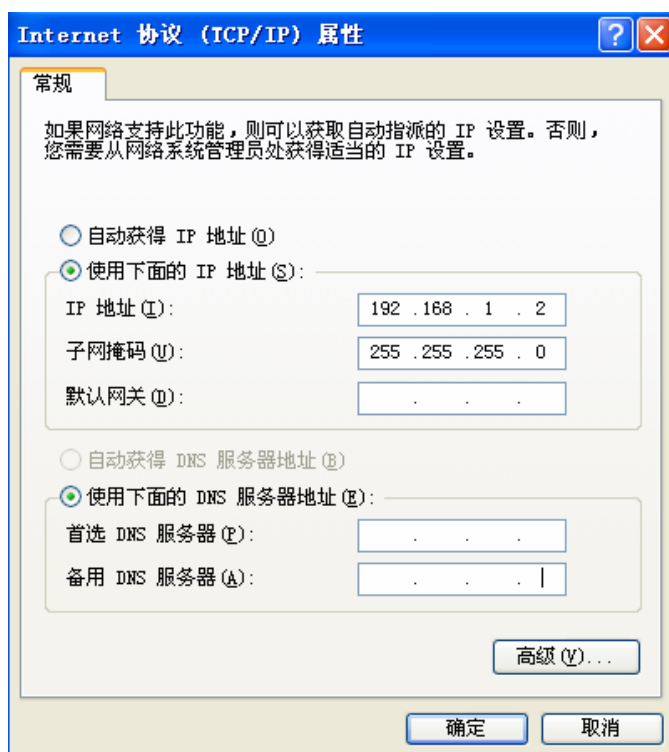 Internet 协议 (TCP/IP) 属性
常规
如果网络支持此功能，则可以获取自动指派的 IP 设置。否则，
您需要从网络系统管理员处获得适当的 IP 设置。
自动获得 IP 地址(O)
使用下面的 IP 地址(S):
IP 地址(I): 192 .168 . 1 . 2
子网掩码(U): 255 .255 .255 . 0
默认网关(D): . . .
自动获得 DNS 服务器地址(B)
使用下面的 DNS 服务器地址(E):
首选 DNS 服务器(P): . . .
备用 DNS 服务器(A): . . .
高级(V)...
确定 取消